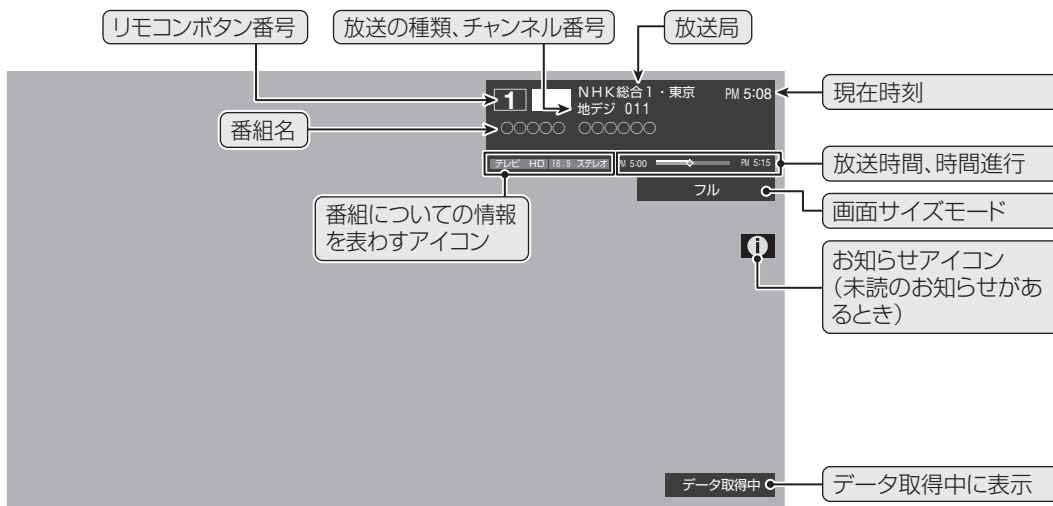 リモコンボタン番号
放送の種類、チャンネル番号
放送局
1
NHK総合1・東京
PM 5:08
地デジ 011
○○○○○ ○○○○○○
現在時刻
番組名
テレビ HD 16:9 ステレオ
PM 5:00
PM 5:15
放送時間、時間進行
フル
画面サイズモード
番組についての情報
を表わすアイコン
お知らせアイコン
(未読のお知らせがあ
るとき)
データ取得中
データ取得中に表示